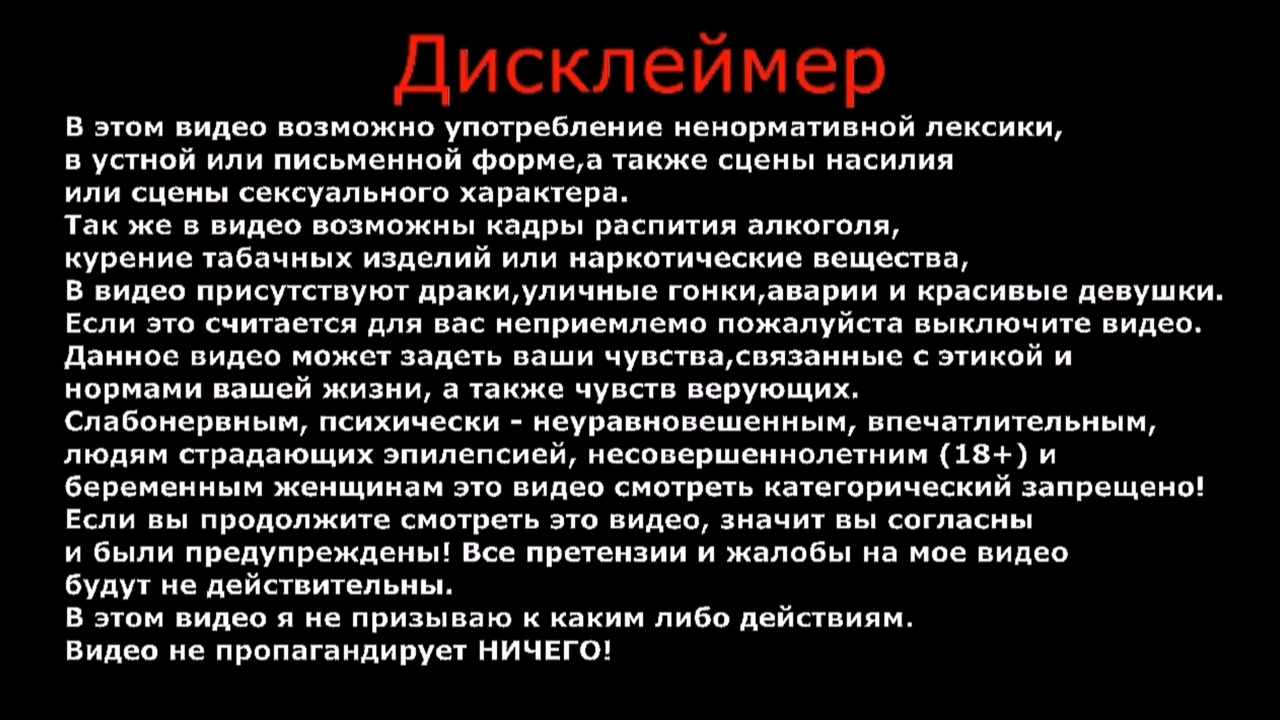 Дисклеймер
В этом видео возможно употребление ненормативной лексики,
в устной или письменной форме,а также сцены насилия
или сцены сексуального характера.
Так же в видео возможны кадры распития алкоголя,
курение табачных изделий или наркотические вещества,
В видео присутствуют драки,уличные гонки,аварии и красивые девушки.
Если это считается для вас неприемлемо пожалуйста выключите видео.
Данное видео может задеть ваши чувства,связанные с этикой и
нормами вашей жизни, а также чувств верующих.
Слабонервным, психически - неуравновешенным, впечатлительным,
людям страдающих эпилепсией, несовершеннолетним (18+) и
беременным женщинам это видео смотреть категорический запрещено!
Если вы продолжите смотреть это видео, значит вы согласны
и были предупреждены! Все претензии и жалобы на мое видео
будут не действительны.
В этом видео я не призываю к каким либо действиям.
Видео не пропагандирует НИЧЕГО!